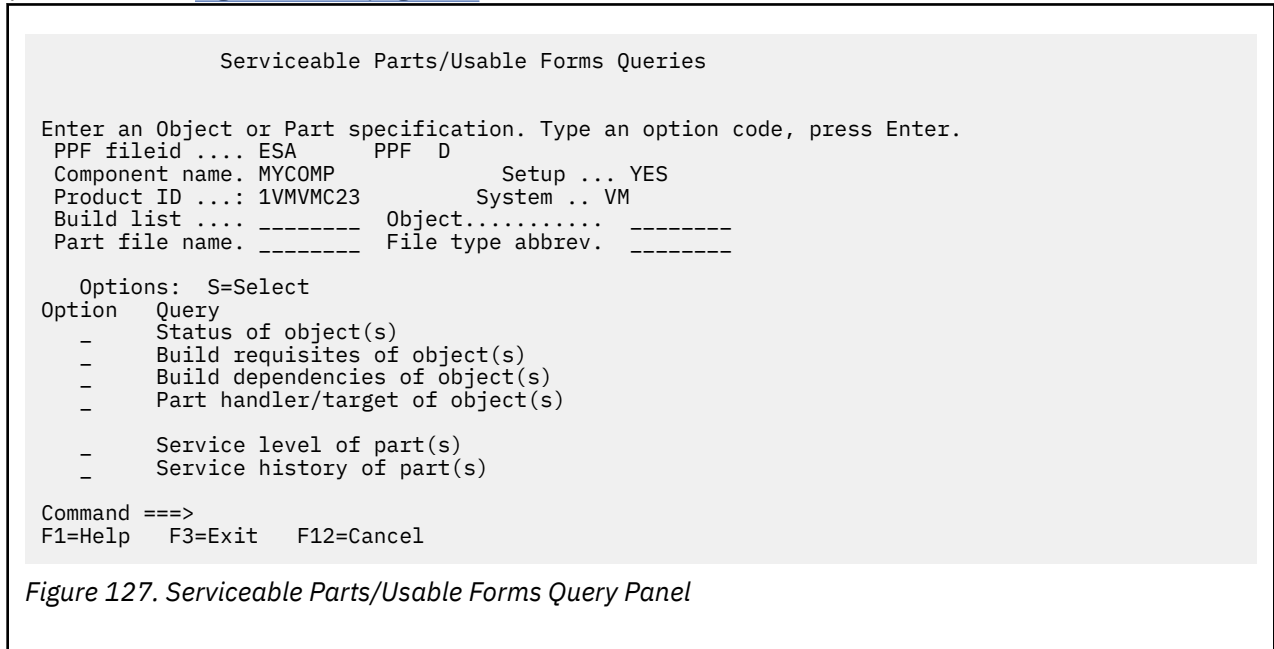 Serviceable Parts/Usable Forms Queries
Enter an Object or Part specification. Type an option code, press Enter.
PPF fileid .... ESA      PPF  D
Component name. MYCOMP            Setup ... YES
Product ID ...: 1VMVMC23         System .. VM
Build list .... ________  Object...........  ________
Part file name. ________  File type abbrev.  ________
Options:  S=Select
Option   Query
_     Status of object(s)
_     Build requisites of object(s)
_     Build dependencies of object(s)
_     Part handler/target of object(s)
_     Service level of part(s)
_     Service history of part(s)
Command ===>
F1=Help   F3=Exit   F12=Cancel
Figure 127. Serviceable Parts/Usable Forms Query Panel